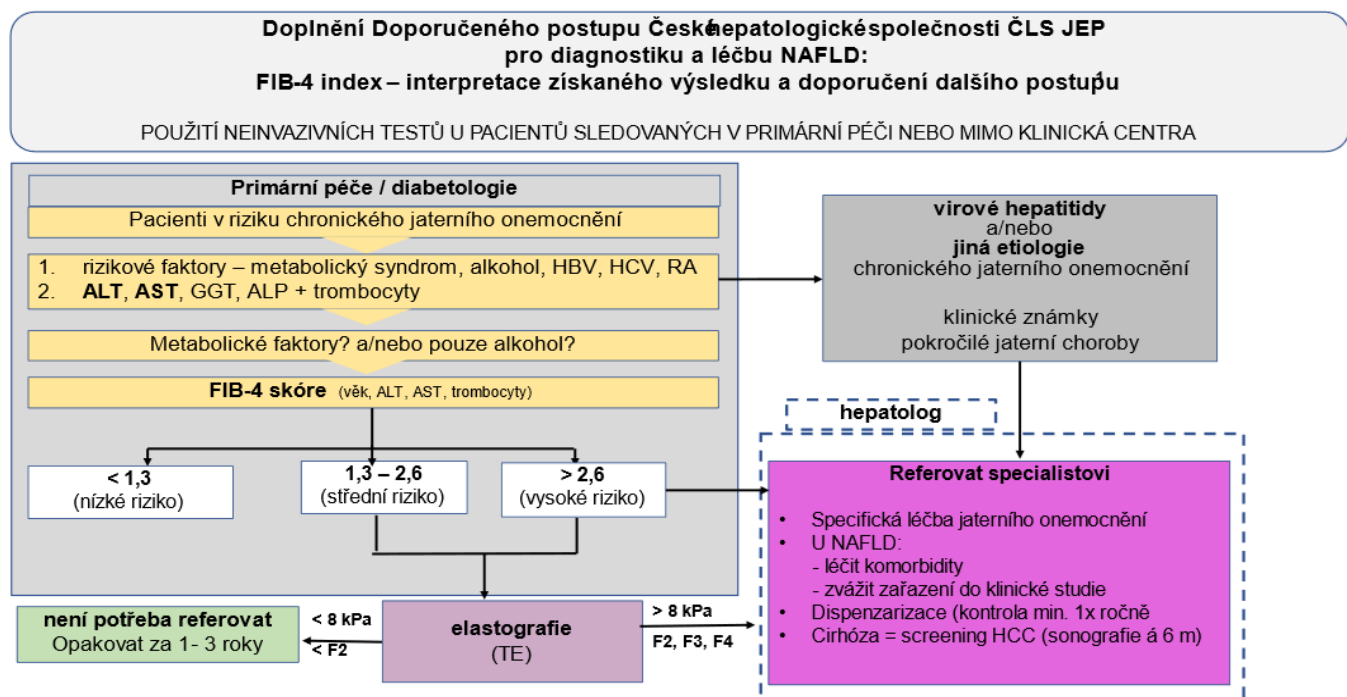 Doplnění Doporučeného postupu České hepatologické společnosti ČLS JEP
pro diagnostiku a léčbu NAFLD:
FIB-4 index – interpretace získaného výsledku a doporučení dalšího postupu¹
POUŽITÍ NEINVAZIVNÍCH TESTŮ U PACIENTŮ SLEDOVANÝCH V PRIMÁRNÍ PÉČI NEBO MIMO KLINICKÁ CENTRA
Primární péče / diabetologie
Pacienti v riziku chronického jaterního onemocnění
1. rizikové faktory – metabolický syndrom, alkohol, HBV, HCV, RA
2. ALT, AST, GGT, ALP + trombocyty
Metabolické faktory? a/nebo pouze alkohol?
FIB-4 skóre (věk, ALT, AST, trombocyty)
< 1,3
(nízké riziko)
1,3 – 2,6
(střední riziko)
> 2,6
(vysoké riziko)
virové hepatitidy
a/nebo
jiná etiologie
chronického jaterního onemocnění
klinické známky
pokročilé jaterní choroby
hepatolog
Referovat specialistovi
• Specifická léčba jaterního onemocnění
• U NAFLD:
- léčit komorbidity
- zvážit zařazení do klinické studie
• Dispenzarizace (kontrola min. 1x ročně
• Cirhóza = screening HCC (sonografie á 6 m)
není potřeba referovat
Opakovat za 1- 3 roky
< 8 kPa
< F2
elastografie
(TE)
> 8 kPa
F2, F3, F4